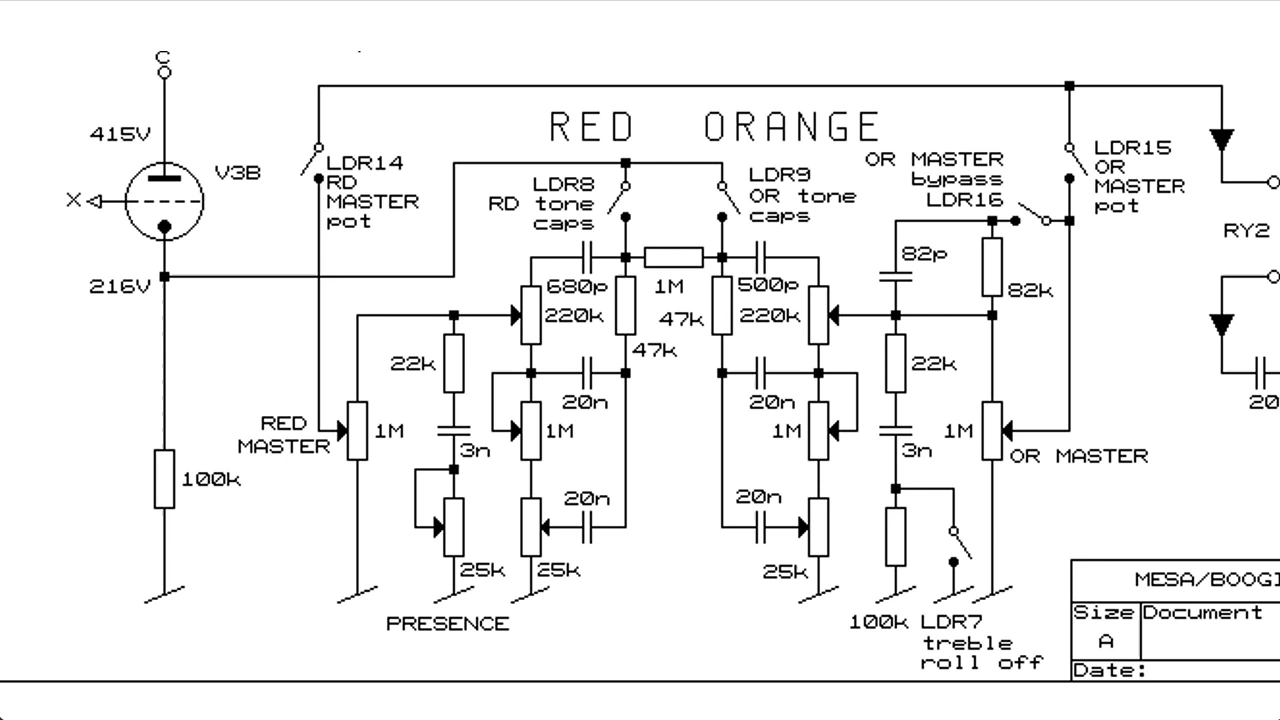 C
415V
V3B
X
216V
100k
LDR14
RD
MASTER
pot
RED ORANGE
LDR8
RD tone
caps
LDR9
OR tone
caps
OR MASTER
bypass
LDR16
LDR15
OR
MASTER
pot
RY2
680p
1M
500p
82p
82k
220k
47k
220k
47k
22k
20n
20n
22k
RED
MASTER
1M
3n
1M
1M
3n
1M
OR MASTER
20
20n
20n
25k
25k
25k
PRESENCE
100k
LDR7
treble
roll off
MESA/BOOGI
Size
Document
A
Date: